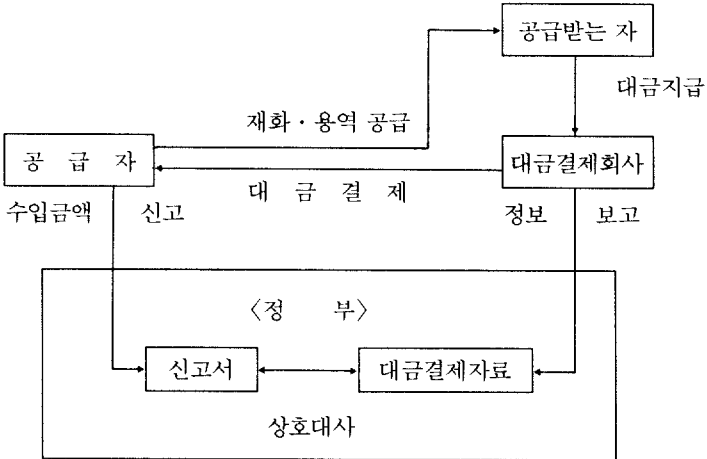 공급받는 자
대금지급
재화·용역 공급
공 급 자
대금결제회사
대 금 결 제
수입금액 신고
정보 보고
〈정 부〉
신고서
대금결제자료
상호대사